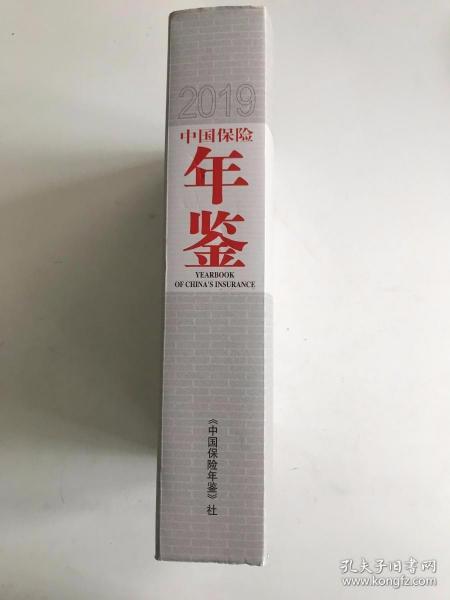 2019
中国保险
年
鉴
YEARBOOK
OF CHINA'S INSURANCE
《中国保险年鉴》社
孔夫子旧书网
www.kongfz.com